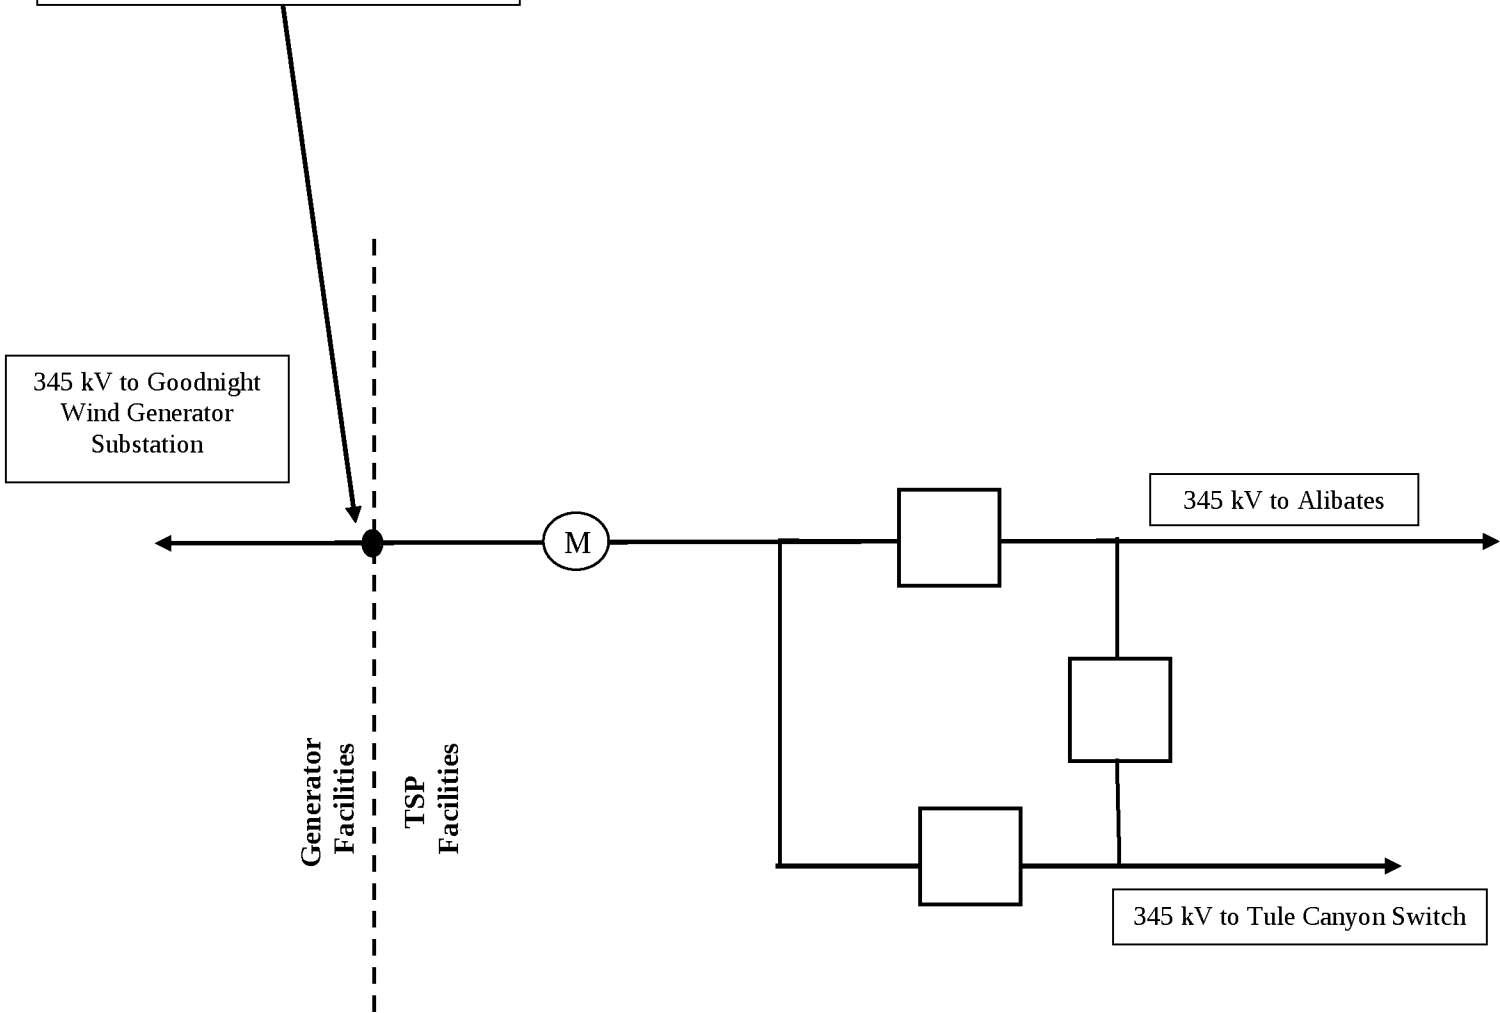 345 kV to Goodnight
Wind Generator
Substation
345 kV to Alibates
M
Generator
Facilities
TSP
Facilities
345 kV to Tule Canyon Switch